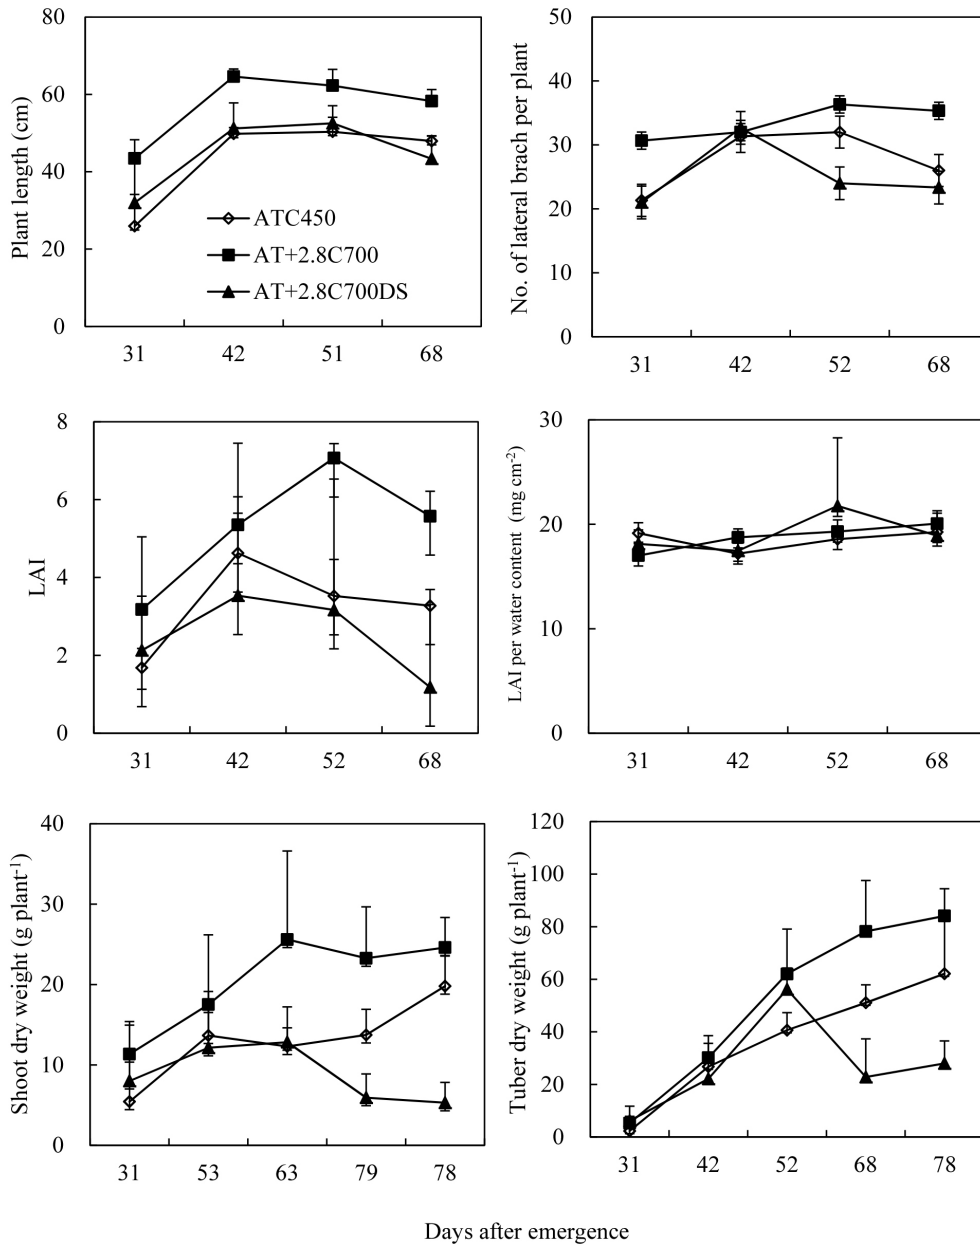 80
60
40
20
0
Plant length (cm)
ATC450
AT+2.8C700
AT+2.8C700DS
31 42 51 68
50
40
30
20
10
0
No. of lateral brach per plant
31 42 52 68
8
6
4
2
0
LAI
31 42 52 68
30
20
10
0
LAI per water content (mg cm-2)
31 42 52 68
40
30
20
10
0
Shoot dry weight (g plant-1)
31 53 63 79 78
120
100
80
60
40
20
0
Tuber dry weight (g plant-1)
31 42 52 68 78
Days after emergence